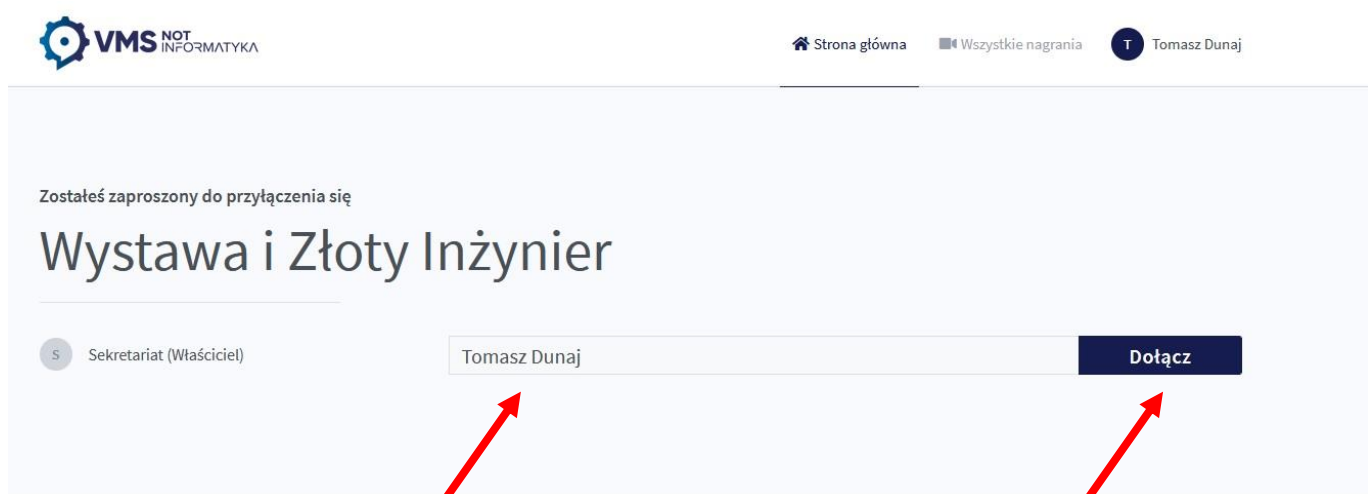 VMS NOT INFORMATYKA
Strona główna
Wszystkie nagrania
T
Tomasz Dunaj
Zostałeś zaproszony do przyłączenia się
Wystawa i Złoty Inżynier
S
Sekretariat (Właściciel)
Tomasz Dunaj
Dołącz